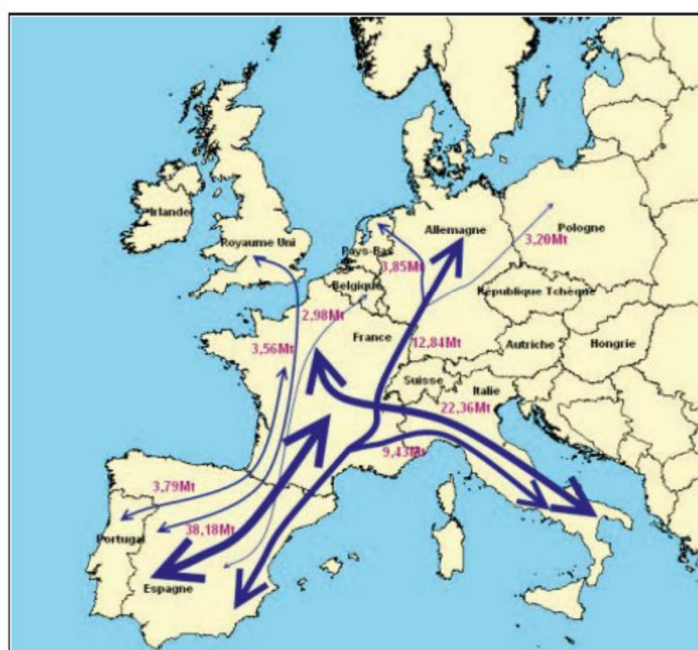 Irlande
Royaume Uni
Allemagne
Pologne
3,20Mt
Pays-Bas
3,85Mt
Belgique
République Tchèque
2,98Mt
France
12,84Mt
3,56Mt
Autriche
Hongrie
Suisse
Italie
22,36Mt
9,43Mt
3,79Mt
38,18Mt
Portugal
Espagne